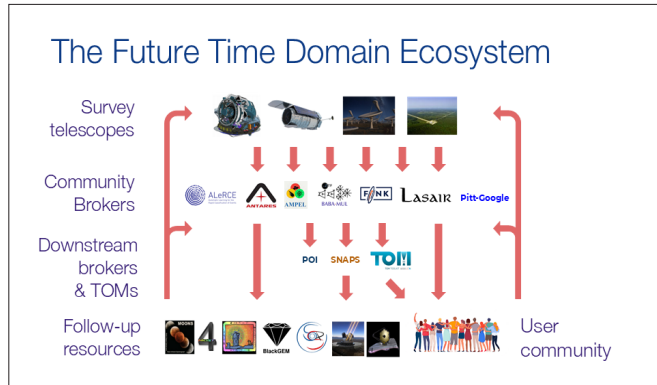 The Future Time Domain Ecosystem
Survey
telescopes
Community
Brokers
ALeRCE
ANTARES
AMPEL
BABA-MUL
FINK
LASAIR
Pitt-Google
Downstream
brokers
& TOMs
POI
SNAPS
TOM
Follow-up
resources
MOONS
4
BlackGEM
User
community